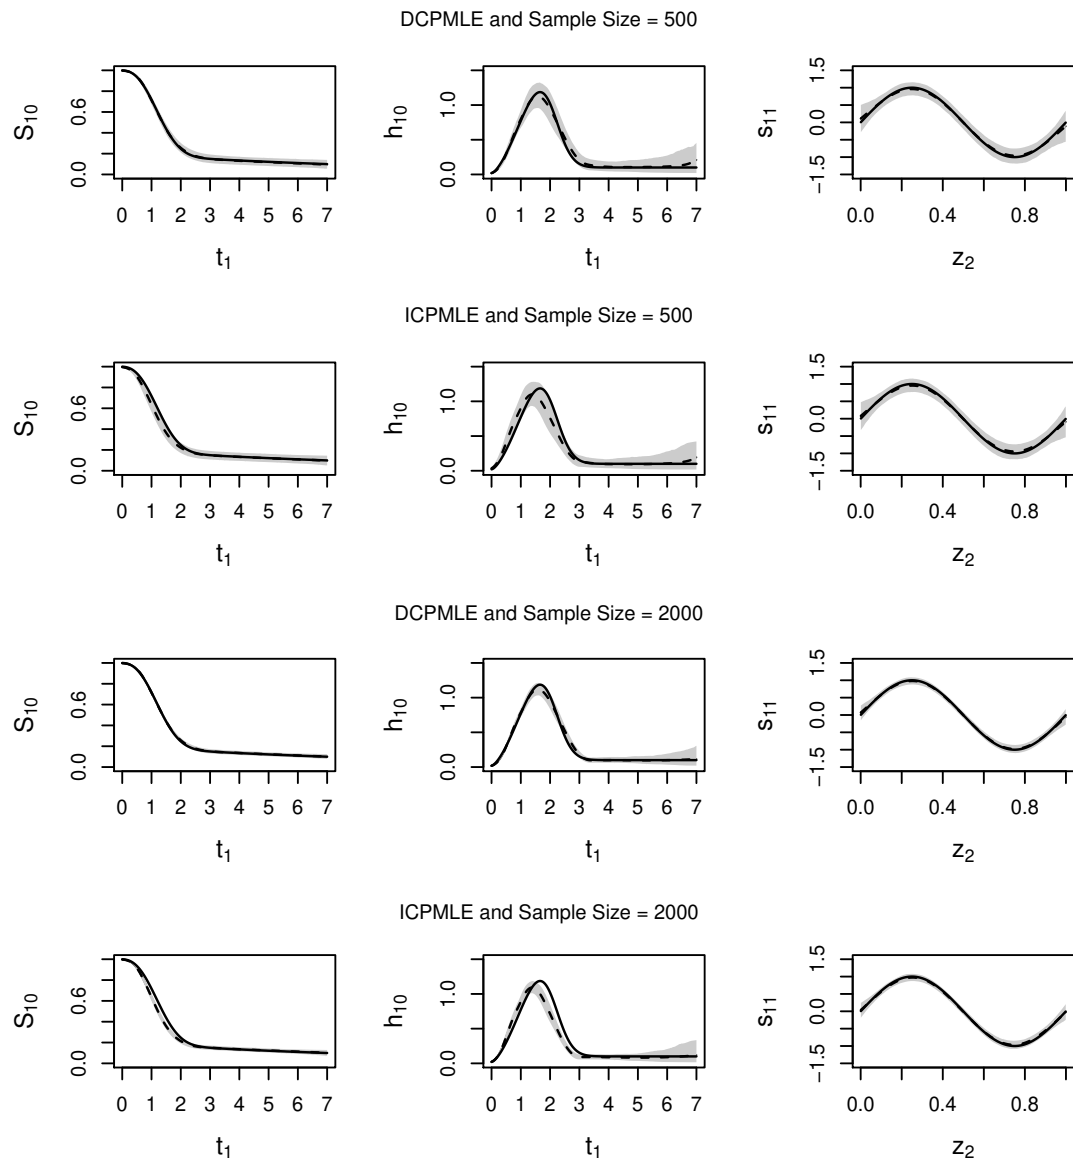 DCPMLE and Sample Size = 500
S10
0.0 0.6
0 1 2 3 4 5 6 7
t1
h10
0.0 1.0
0 1 2 3 4 5 6 7
t1
s11
−1.5 0.0 1.5
0.0 0.4 0.8
z2
ICPMLE and Sample Size = 500
S10
0.0 0.6
0 1 2 3 4 5 6 7
t1
h10
0.0 1.0
0 1 2 3 4 5 6 7
t1
s11
−1.5 0.0 1.5
0.0 0.4 0.8
z2
DCPMLE and Sample Size = 2000
S10
0.0 0.6
0 1 2 3 4 5 6 7
t1
h10
0.0 1.0
0 1 2 3 4 5 6 7
t1
s11
−1.5 0.0 1.5
0.0 0.4 0.8
z2
ICPMLE and Sample Size = 2000
S10
0.0 0.6
0 1 2 3 4 5 6 7
t1
h10
0.0 1.0
0 1 2 3 4 5 6 7
t1
s11
−1.5 0.0 1.5
0.0 0.4 0.8
z2